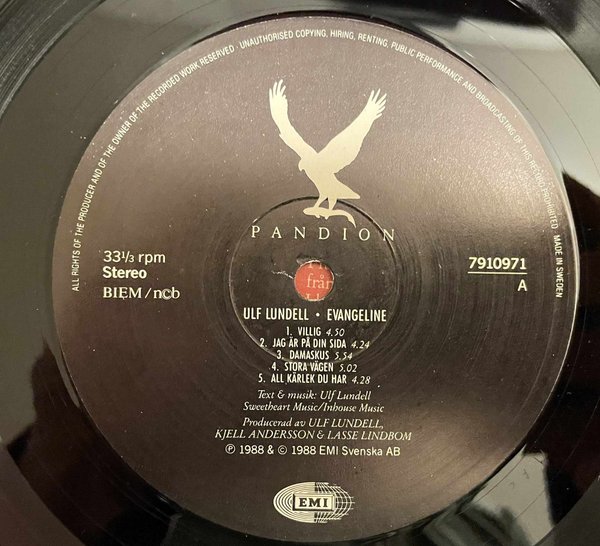 ALL RIGHTS OF THE PRODUCER AND OF THE OWNER OF THE RECORDED WORK RESERVED · UNAUTHORISED COPYING, HIRING, RENTING, PUBLIC PERFORMANCE AND BROADCASTING OF THIS RECORD PROHIBITED · MADE IN SWEDEN
PANDION
33⅓ rpm
Stereo
BIEM/n©b
7910971
A
från
ULF LUNDELL • EVANGELINE
1. VILLIG 4.50
2. JAG ÄR PÅ DIN SIDA 4.24
3. DAMASKUS 5.54
4. STORA VÄGEN 5.02
5. ALL KÄRLEK DU HAR 4.28
Text & musik: Ulf Lundell
Sweetheart Music/Inhouse Music
Producerad av ULF LUNDELL,
KJELL ANDERSSON & LASSE LINDBOM
℗ 1988 & © 1988 EMI Svenska AB
EMI